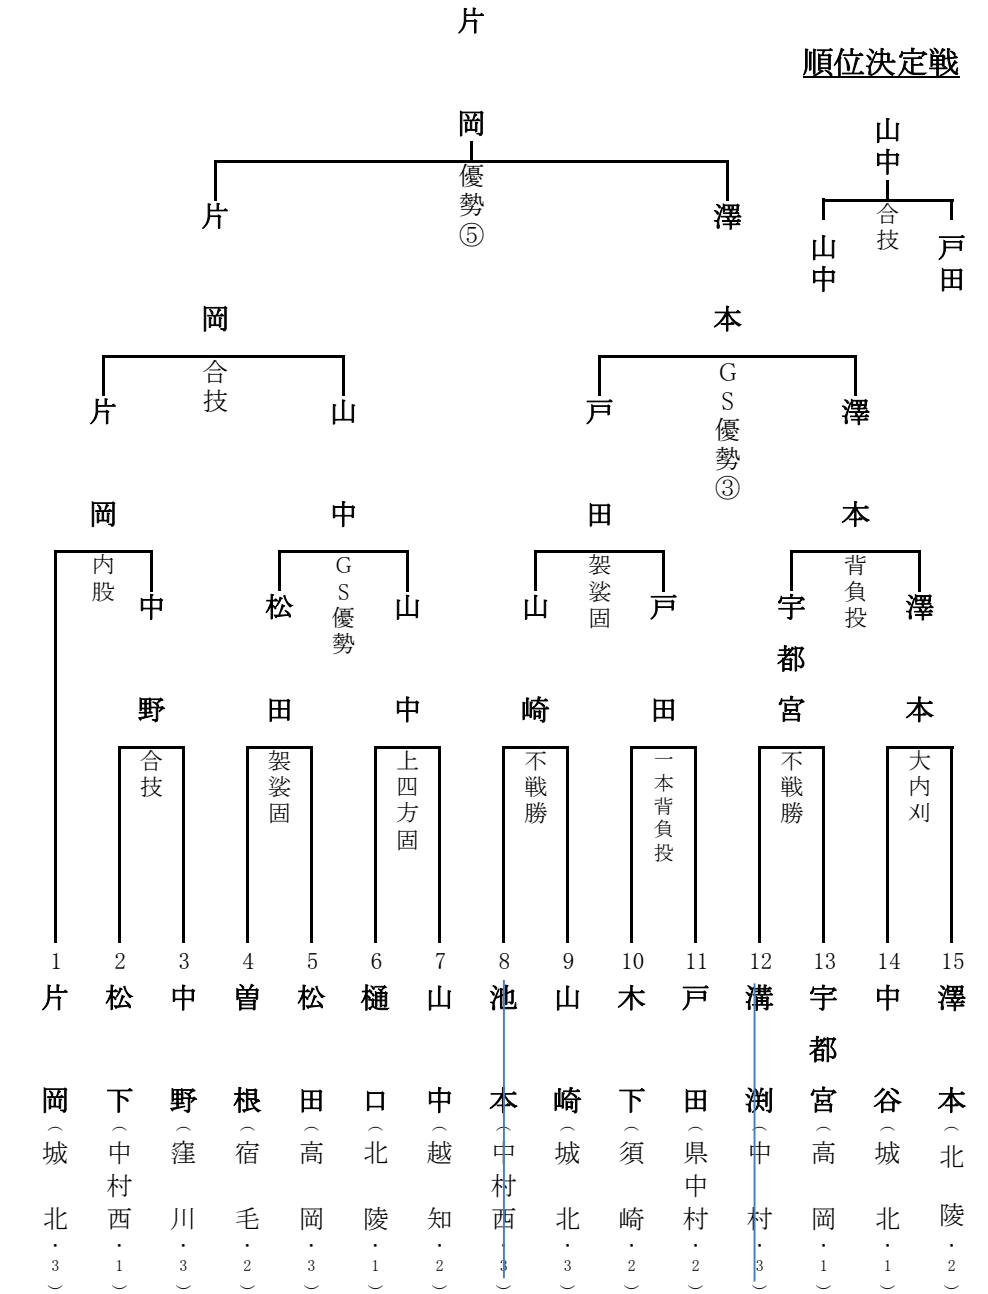 片岡
順位決定戦
優勢⑤
片岡
澤本
山中
合技
山中
戸田
合技
片岡
山中
GS優勢③
戸田
澤本
内股
中野
GS優勢
松田
山中
袈裟固
山崎
戸田
背負投
宇都宮
澤本
合技
袈裟固
上四方固
不戦勝
一本背負投
不戦勝
大内刈
1
片岡（城北・3）
2
松下（中村西・1）
3
中野（窪川・3）
4
曽根（宿毛・2）
5
松田（高岡・3）
6
樋口（北陵・1）
7
山中（越知・2）
8
池本（中村西・3）
9
山崎（城北・3）
10
木下（須崎・2）
11
戸田（県中村・2）
12
溝渕（中村・3）
13
宇都宮（高岡・1）
14
中谷（城北・1）
15
澤本（北陵・2）